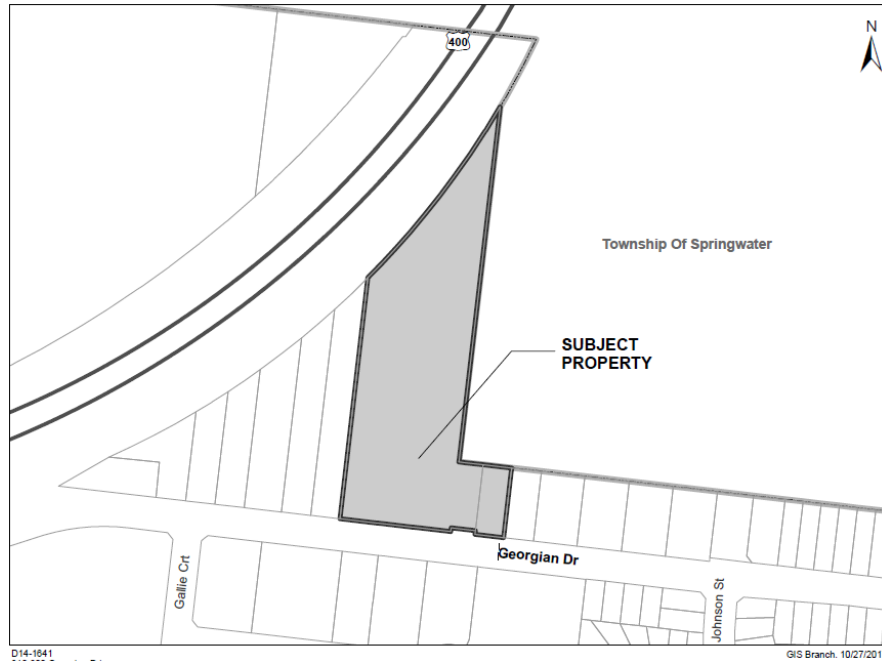 400
N
Township Of Springwater
SUBJECT
PROPERTY
Georgian Dr
Gallie Crt
Johnson St
D14-1641
GIS Branch, 10/27/201